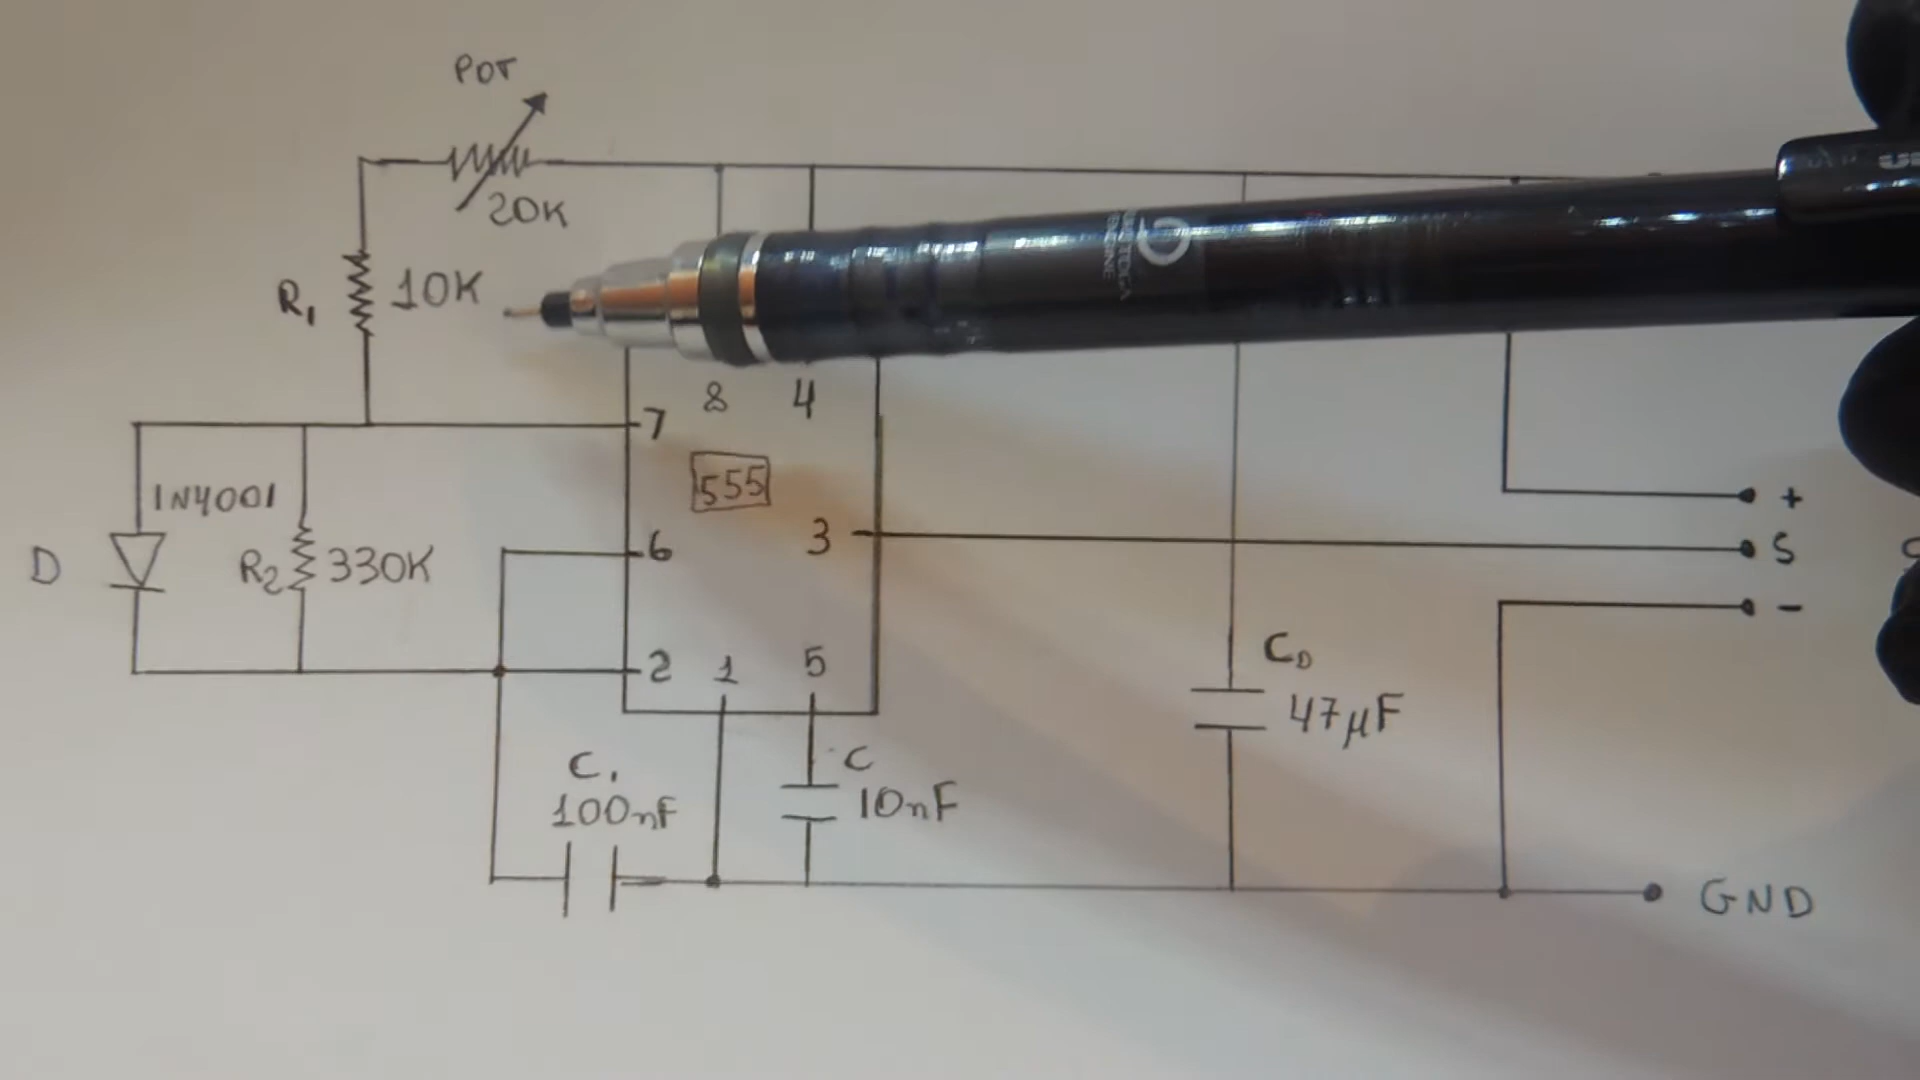 POT
20K
R1
10K
8
4
7
555
1N4001
D
R2
330K
6
3
2
1
5
+
S
-
CD
47µF
C1
100nF
C
10nF
GND